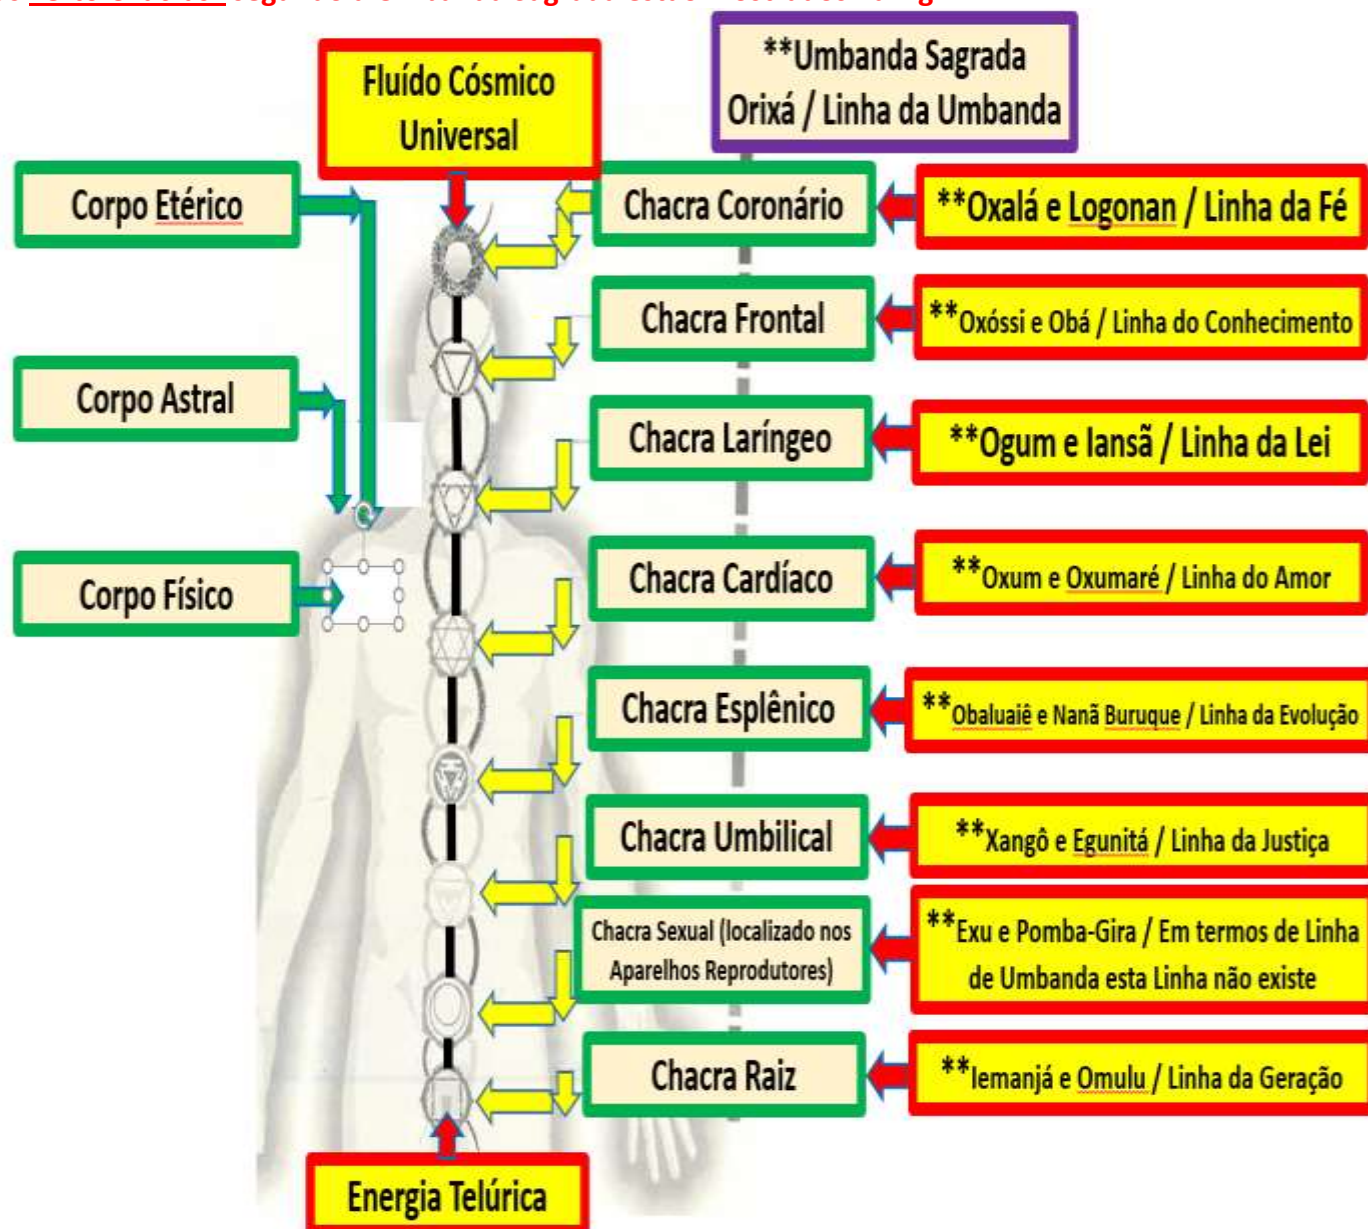 **Umbanda Sagrada
Orixá / Linha da Umbanda
Fluído Cósmico
Universal
Corpo Etérico
Chacra Coronário
**Oxalá e Logonan / Linha da Fé
Chacra Frontal
**Oxóssi e Obá / Linha do Conhecimento
Corpo Astral
Chacra Laríngeo
**Ogum e Iansã / Linha da Lei
Corpo Físico
Chacra Cardíaco
**Oxum e Oxumaré / Linha do Amor
Chacra Esplênico
**Obaluaiê e Nanã Buruque / Linha da Evolução
Chacra Umbilical
**Xangô e Egunitá / Linha da Justiça
Chacra Sexual (localizado nos
Aparelhos Reprodutores)
**Exu e Pomba-Gira / Em termos de Linha
de Umbanda esta Linha não existe
Chacra Raiz
**Iemanjá e Omulu / Linha da Geração
Energia Telúrica